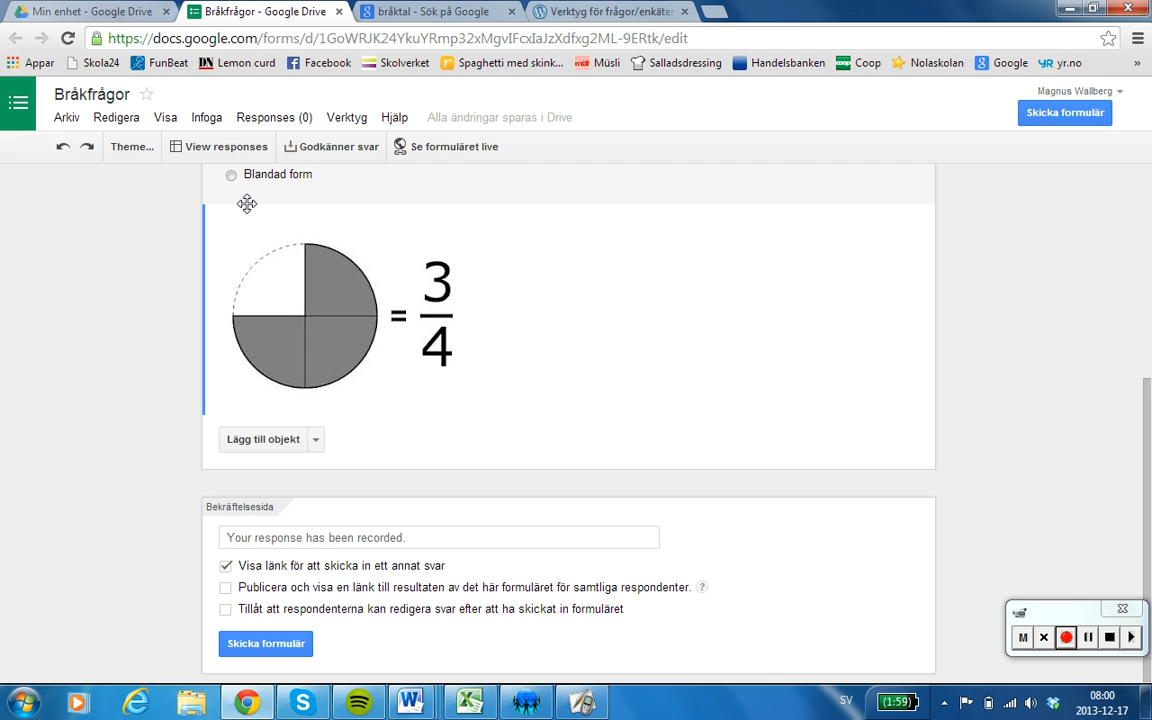 Min enhet - Google Drive
Bråkfrågor - Google Drive
bråktal - Sök på Google
Verktyg för frågor/enkäter
https://docs.google.com/forms/d/1GoWRJK24YkuYRmp32xMgvIFcxIaJzXdfxg2ML-9ERtk/edit
Appar Skola24 FunBeat DN Lemon curd Facebook Skolverket Spaghetti med skink... mat Müsli Salladsdressing Handelsbanken coop Coop Nolaskolan Google YR yr.no »
Bråkfrågor
Magnus Wallberg
Arkiv Redigera Visa Infoga Responses (0) Verktyg Hjälp Alla ändringar sparas i Drive
Skicka formulär
Theme... View responses Godkänner svar Se formuläret live
Blandad form
= 3
4
Lägg till objekt
Bekräftelsesida
Your response has been recorded.
Visa länk för att skicka in ett annat svar
Publicera och visa en länk till resultaten av det här formuläret för samtliga respondenter. ?
Tillåt att respondenterna kan redigera svar efter att ha skickat in formuläret
Skicka formulär
M
SV (1:59) 08:00
2013-12-17